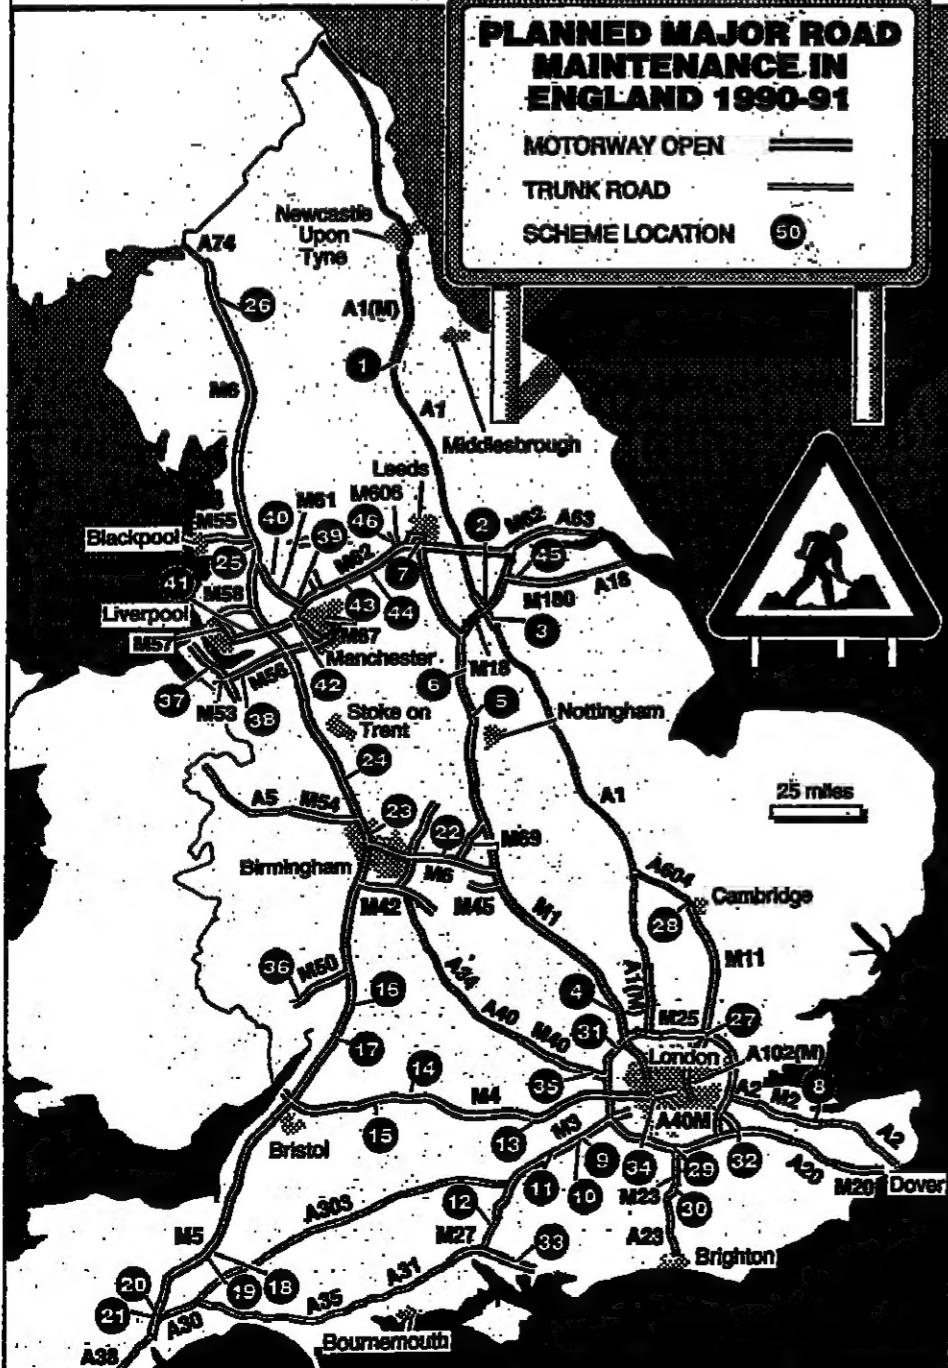 PLANNED MAJOR ROAD
MAINTENANCE IN
ENGLAND 1990-91
MOTORWAY OPEN
TRUNK ROAD
SCHEME LOCATION 50
Newcastle
Upon
Tyne
A74
26
A1(M)
1
M6
A1
Middlesbrough
Leeds
M61
M606
40
46
2
M62
A63
M55
39
Blackpool
25
M62
7
45
41
M58
A18
M180
Liverpool
43
44
M67
3
M57
Manchester
M18
M56
6
42
5
37
M53
38
Stoke on
Trent
Nottingham
24
A1
25 miles
A5
M54
23
22
M69
Birmingham
M6
A604
Cambridge
M42
M45
M1
28
M11
36
M50
A34
A1(M)
4
16
A40
M25
27
31
17
M40
London
A102(M)
14
35
A2
M2
8
M4
A40M
15
13
M3
A2
Bristol
9
34
29
32
A20
11
10
M23
M20
Dover
12
30
A303
M27
33
A23
M5
Brighton
A31
20
19
18
21
A35
A30
Bournemouth
A38